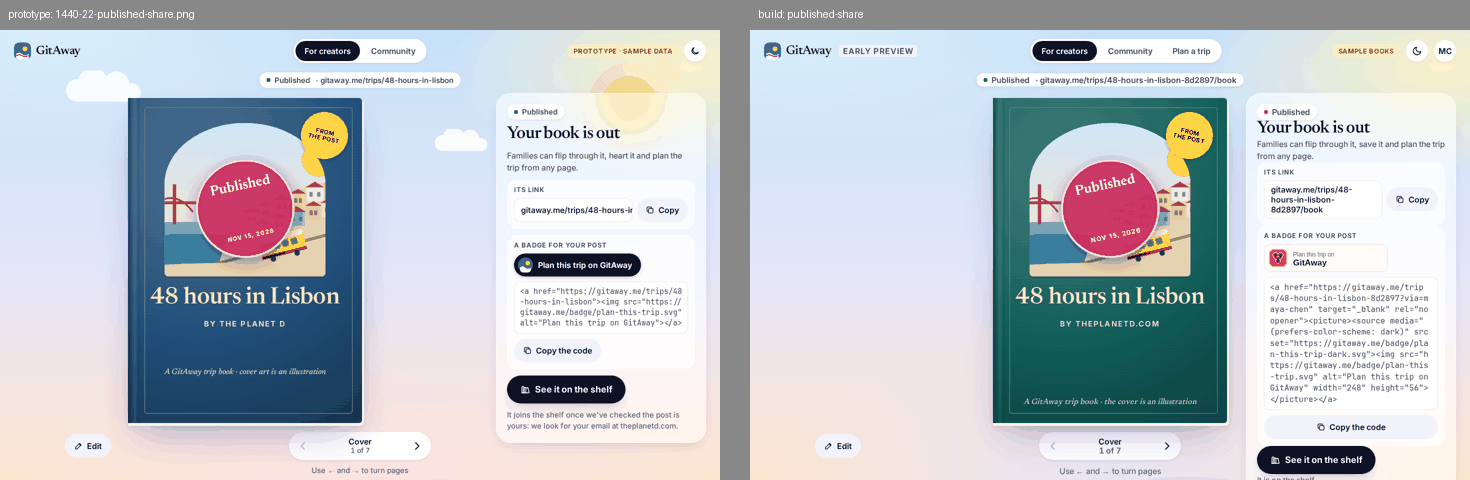 prototype: 1440-22-published-share.png
GitAway
For creators
Community
PROTOTYPE · SAMPLE DATA
Published · gitaway.me/trips/48-hours-in-lisbon
FROM
THE POST
Published
NOV 15, 2026
48 hours in Lisbon
BY THE PLANET D
A GitAway trip book · cover art is an illustration
Edit
Cover
1 of 7
Use ← and → to turn pages
Published
Your book is out
Families can flip through it, heart it and plan the
trip from any page.
ITS LINK
gitaway.me/trips/48-hours-ir
Copy
A BADGE FOR YOUR POST
Plan this trip on GitAway
<a href="https://gitaway.me/trips/48
-hours-in-lisbon"><img src="https://
gitaway.me/badge/plan-this-trip.svg"
alt="Plan this trip on GitAway"></a>
Copy the code
See it on the shelf
It joins the shelf once we've checked the post is
yours: we look for your email at theplanetd.com.
build: published-share
GitAway
EARLY PREVIEW
For creators
Community
Plan a trip
SAMPLE BOOKS
MC
Published · gitaway.me/trips/48-hours-in-lisbon-8d2897/book
FROM
THE POST
Published
NOV 15, 2026
48 hours in Lisbon
BY THEPLANETD.COM
A GitAway trip book · the cover is an illustration
Edit
Cover
1 of 7
Use ← and → to turn pages
Published
Your book is out
Families can flip through it, save it and plan the trip
from any page.
ITS LINK
gitaway.me/trips/48-
hours-in-lisbon-
8d2897/book
Copy
A BADGE FOR YOUR POST
Plan this trip on
GitAway
<a href="https://gitaway.me/trip
s/48-hours-in-lisbon-8d2897?via=m
aya-chen" target="_blank" rel="no
opener"><picture><source media="
(prefers-color-scheme: dark)" src
set="https://gitaway.me/badge/pla
n-this-trip-dark.svg"><img src="h
ttps://gitaway.me/badge/plan-this
-trip.svg" alt="Plan this trip on
GitAway" width="248" height="56">
</picture></a>
Copy the code
See it on the shelf
It is on the shelf